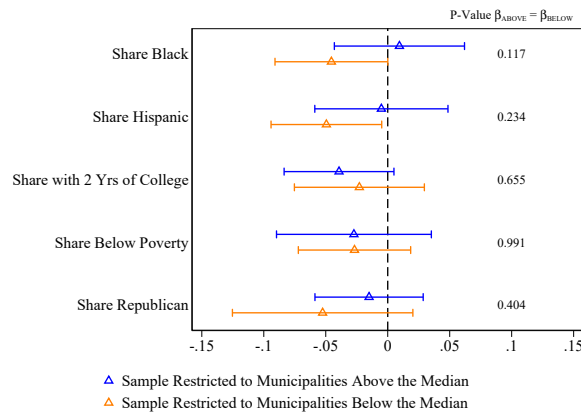 P-Value βABOVE = βBELOW
Share Black 0.117
Share Hispanic 0.234
Share with 2 Yrs of College 0.655
Share Below Poverty 0.991
Share Republican 0.404
-.15 -.1 -.05 0 .05 .1 .15
Sample Restricted to Municipalities Above the Median
Sample Restricted to Municipalities Below the Median